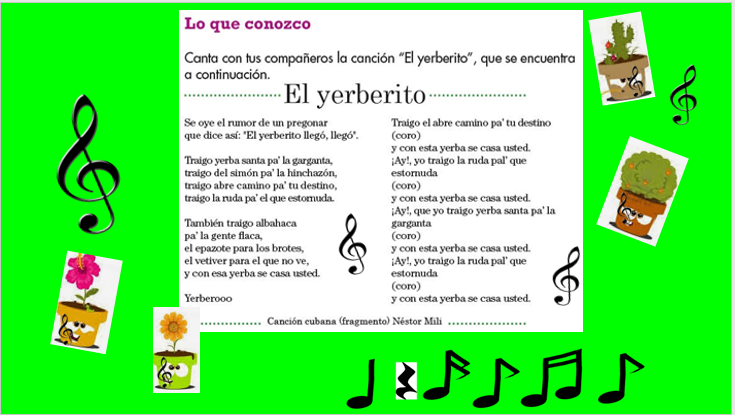 Lo que conozco
Canta con tus compañeros la canción “El yerberito”, que se encuentra
a continuación.
El yerberito
Se oye el rumor de un pregonar
que dice así: "El yerberito llegó, llegó".
Traigo yerba santa pa' la garganta,
traigo del simón pa' la hinchazón,
traigo abre camino pa' tu destino,
traigo la ruda pa' el que estornuda.
También traigo albahaca
pa' la gente flaca,
el epazote para los brotes,
el vetiver para el que no ve,
y con esa yerba se casa usted.
Yerberooo
Traigo el abre camino pa' tu destino
(coro)
y con esta yerba se casa usted.
¡Ay!, yo traigo la ruda pal' que
estornuda
(coro)
y con esta yerba se casa usted.
¡Ay!, que yo traigo yerba santa pa' la
garganta
(coro)
y con esta yerba se casa usted.
¡Ay!, yo traigo la ruda pal' que
estornuda
(coro)
y con esta yerba se casa usted.
Canción cubana (fragmento) Néstor Mili